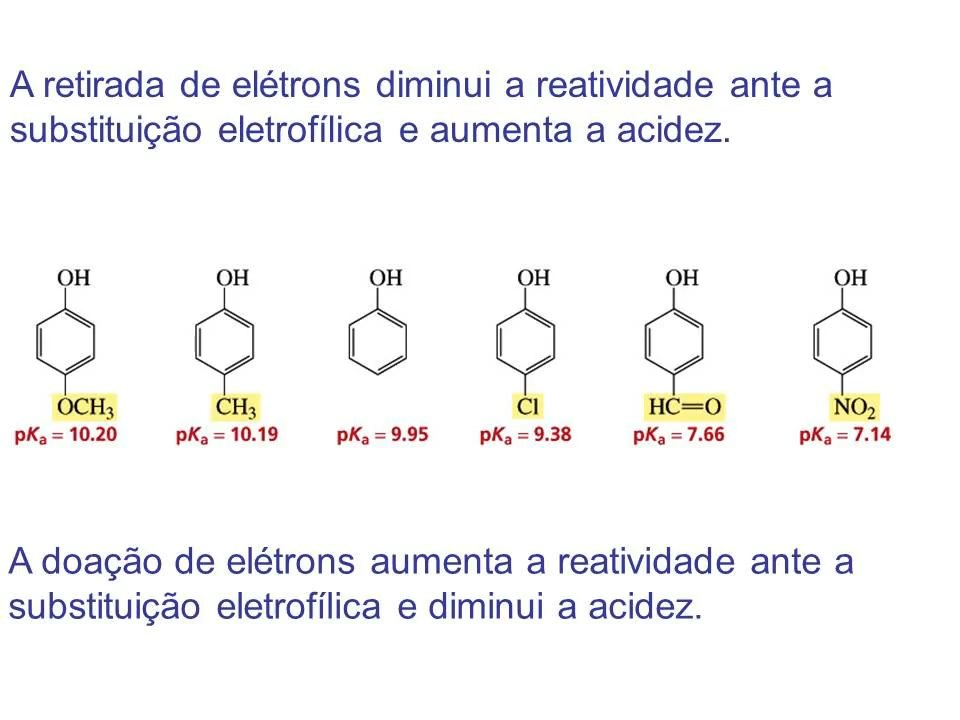 A retirada de elétrons diminui a reatividade ante a
substituição eletrofílica e aumenta a acidez.
OH OH OH OH OH OH
OCH₃ CH₃ Cl HC=O NO₂
pKₐ = 10.20 pKₐ = 10.19 pKₐ = 9.95 pKₐ = 9.38 pKₐ = 7.66 pKₐ = 7.14
A doação de elétrons aumenta a reatividade ante a
substituição eletrofílica e diminui a acidez.